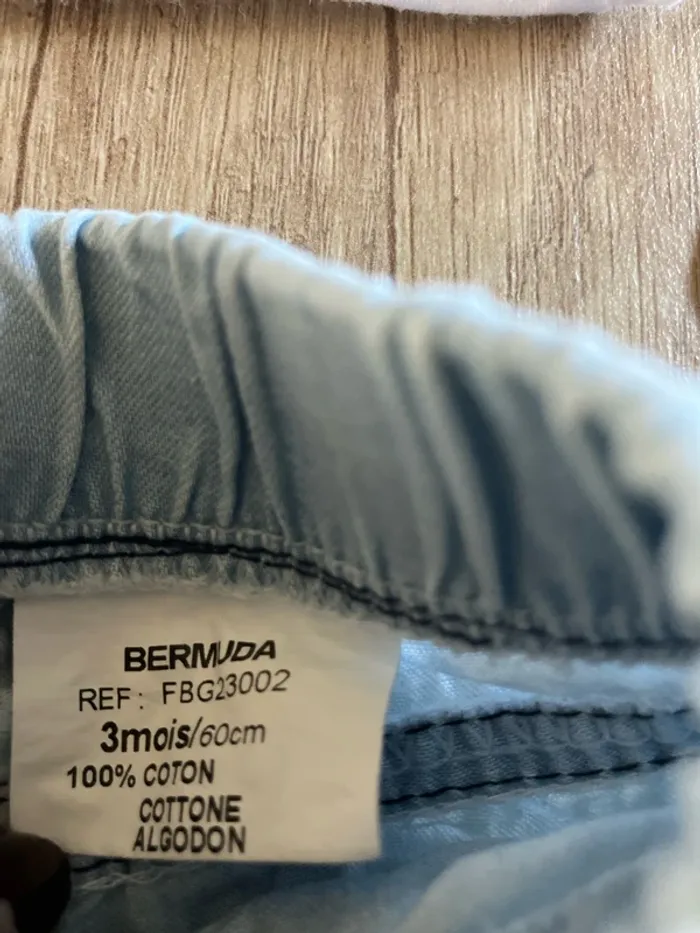 BERMUDA
REF: FBG23002
3mois/60cm
100% COTON
COTTONE
ALGODON